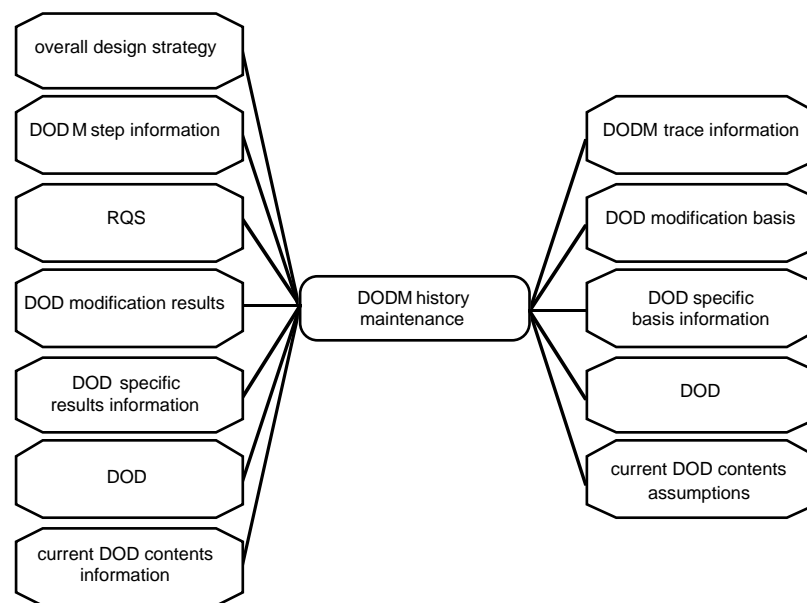 overall design strategy
DOD M step information
RQS
DOD modification results
DOD specific
results information
DOD
current DOD contents
information
DODM history
maintenance
DODM trace information
DOD modification basis
DOD specific
basis information
DOD
current DOD contents
assumptions